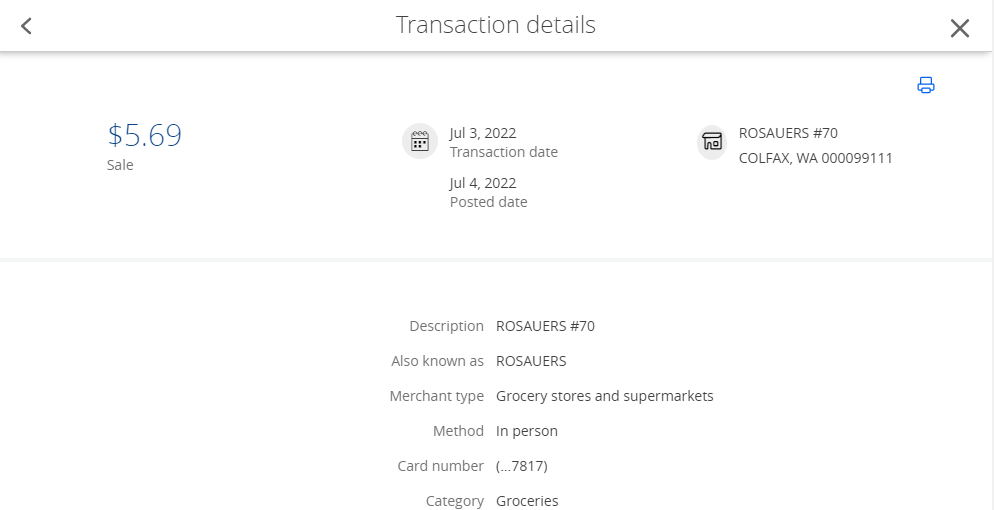 Transaction details
$5.69
Sale
Jul 3, 2022
Transaction date
Jul 4, 2022
Posted date
ROSAUERS #70
COLFAX, WA 000099111
Description ROSAUERS #70
Also known as ROSAUERS
Merchant type Grocery stores and supermarkets
Method In person
Card number (...7817)
Category Groceries